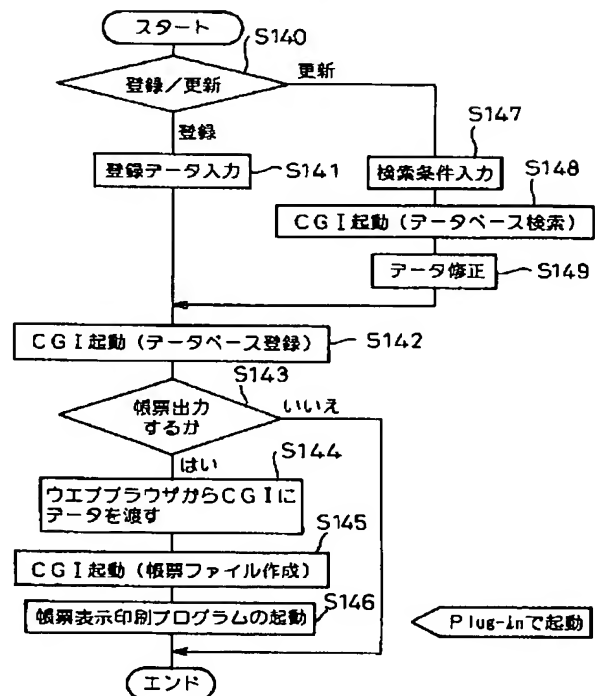 スタート
S140
登録／更新
更新
登録
S147
登録データ入力
S141
検索条件入力
S148
CGI起動（データベース検索）
データ修正
S149
CGI起動（データベース登録）
S142
S143
帳票出力
するか
いいえ
はい
S144
ウエブブラウザからCGIに
データを渡す
S145
CGI起動（帳票ファイル作成）
S146
帳票表示印刷プログラムの起動
Plug-inで起動
エンド